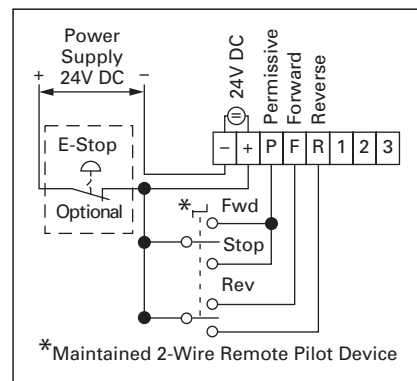 Power
Supply
24V DC
+ −
24V DC
Permissive
Forward
Reverse
=
− + P F R 1 2 3
E-Stop
Optional
* Fwd
Stop
Rev
*Maintained 2-Wire Remote Pilot Device